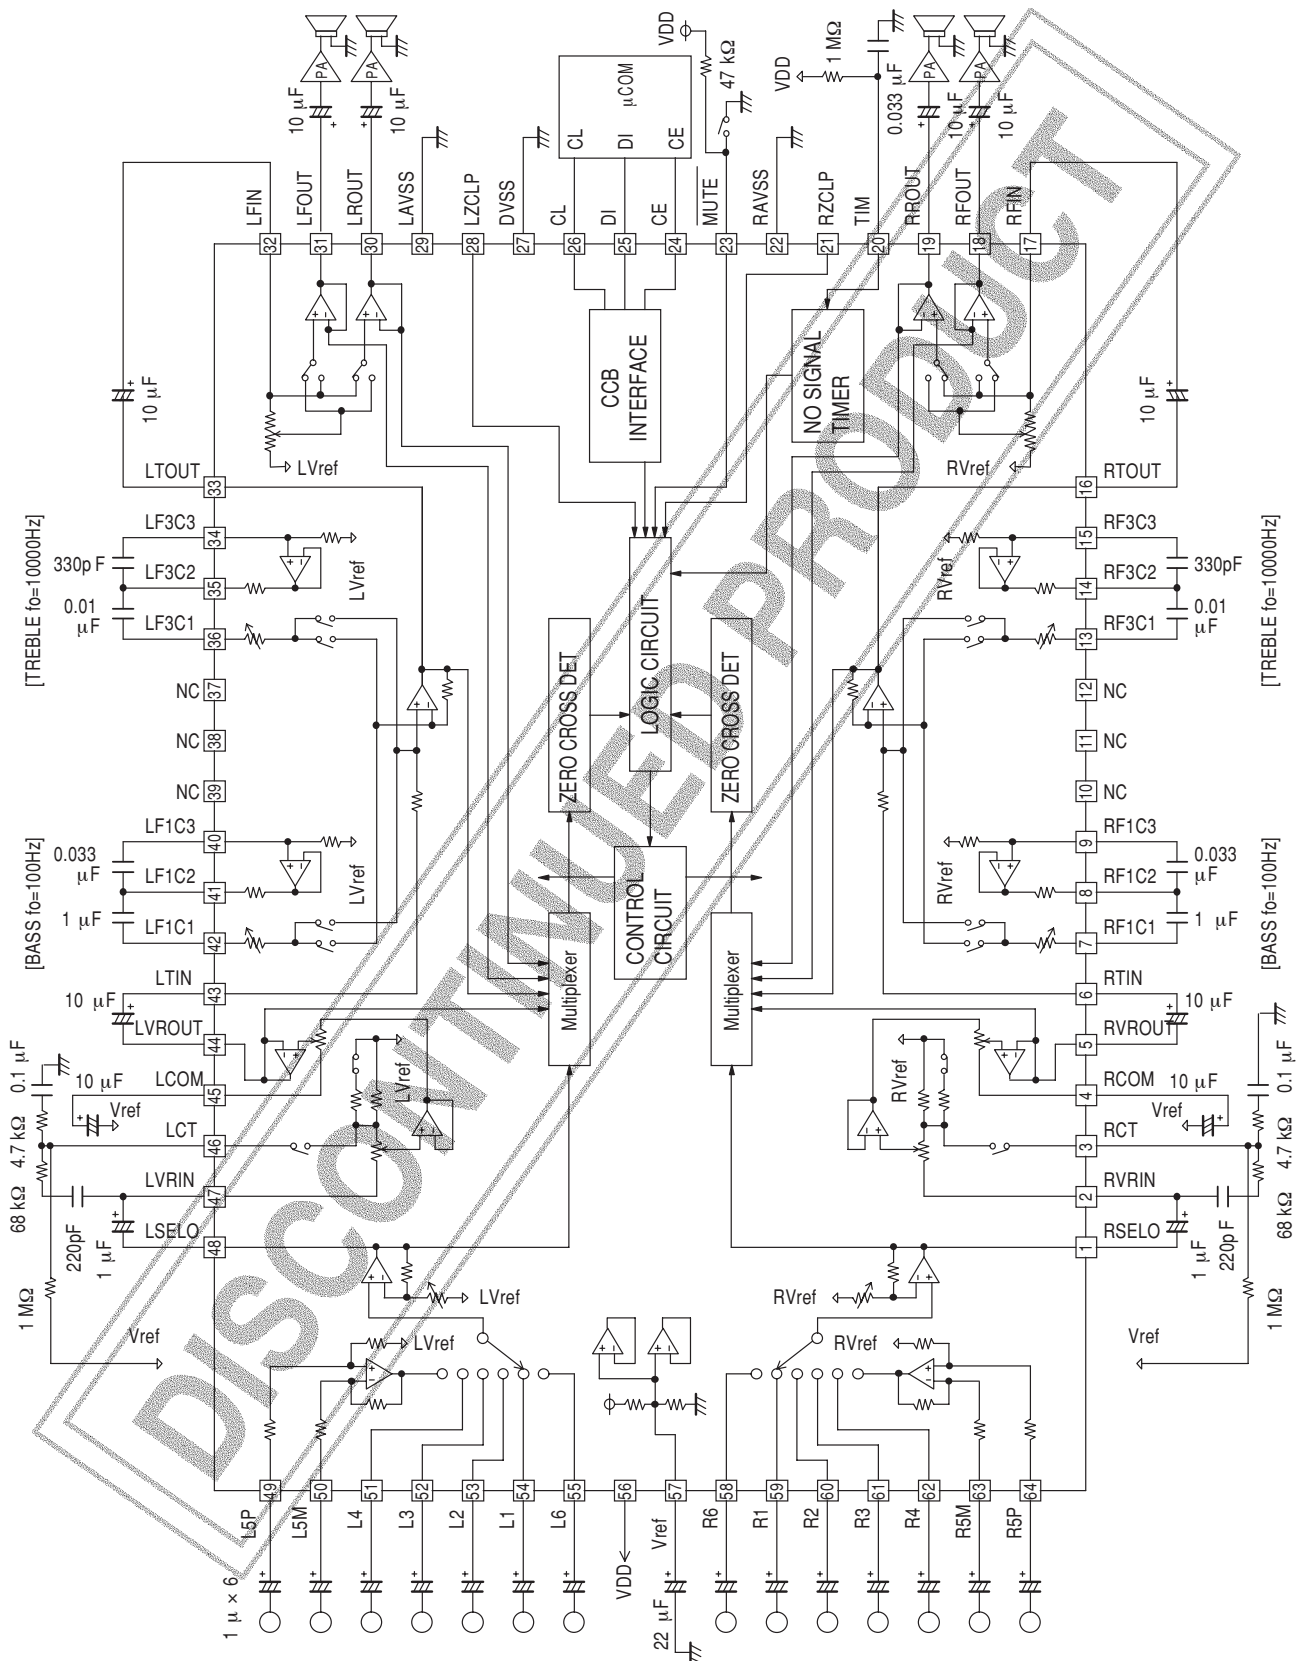 PA
PA
10 μF
10 μF
CL
DI
CE
μCOM
VDD
47 kΩ
VDD
1 MΩ
0.033 μF
PA
PA
10 μF
10 μF
LFIN
LFOUT
LROUT
LAVSS
LZCLP
DVSS
CL
DI
CE
MUTE
RAVSS
RZCLP
TIM
RROUT
RFOUT
RFIN
32
31
30
29
28
27
26
25
24
23
22
21
20
19
18
17
10 μF
LVref
CCB
INTERFACE
NO SIGNAL
TIMER
RVref
10 μF
[TREBLE fo=10000Hz]
LTOUT
33
LF3C3
34
330pF
LF3C2
35
0.01
μF
LF3C1
36
LVref
NC
37
NC
38
NC
39
[BASS fo=100Hz]
LF1C3
40
0.033
μF
LF1C2
41
1 μF
LF1C1
42
LVref
LTIN
43
10 μF
LVROUT
44
0.1 μF
10 μF
LCOM
45
Vref
4.7 kΩ
LCT
46
68 kΩ
LVRIN
47
220pF
1 μF
LSELO
48
1 MΩ
Vref
LVref
LVref
LVref
ZERO CROSS DET
LOGIC CIRCUIT
ZERO CROSS DET
CONTROL
CIRCUIT
Multiplexer
Multiplexer
16
RTOUT
15
RF3C3
330pF
14
RF3C2
0.01
μF
13
RF3C1
RVref
[TREBLE fo=10000Hz]
12
NC
11
NC
10
NC
9
RF1C3
0.033
μF
8
RF1C2
1 μF
7
RF1C1
RVref
[BASS fo=100Hz]
6
RTIN
10 μF
5
RVROUT
4
RCOM
10 μF
Vref
0.1 μF
3
RCT
4.7 kΩ
2
RVRIN
68 kΩ
1
RSELO
1 μF
220pF
1 MΩ
Vref
RVref
RVref
RVref
49
50
51
52
53
54
55
56
57
58
59
60
61
62
63
64
L5P
L5M
L4
L3
L2
L1
L6
VDD
Vref
R6
R1
R2
R3
R4
R5M
R5P
1 μ × 6
22 μF
DISCONTINUED PRODUCT